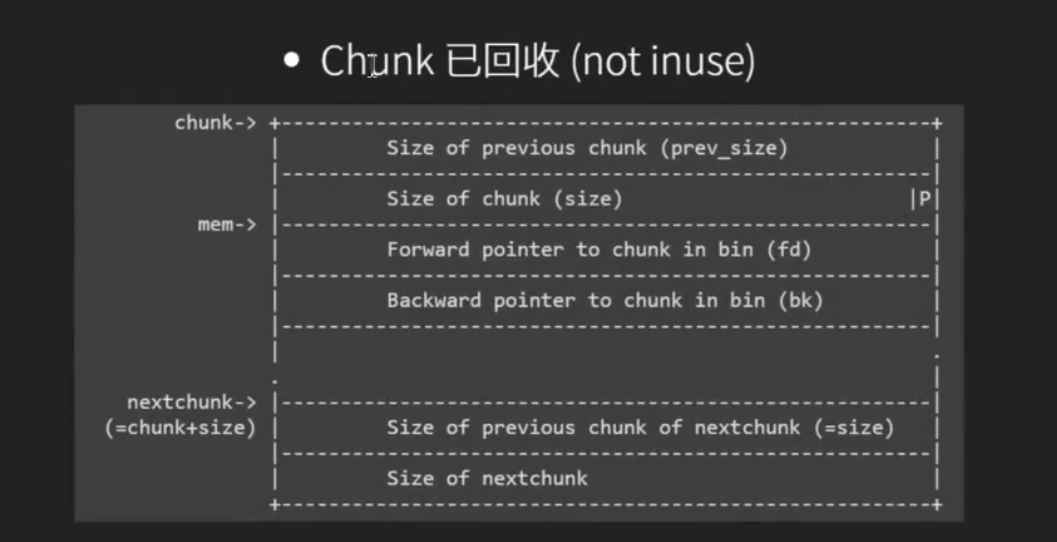 • Chunk 已回收 (not inuse)
chunk-> +-----------------------------------------------------+
Size of previous chunk (prev_size)
Size of chunk (size) |P|
mem->
Forward pointer to chunk in bin (fd)
Backward pointer to chunk in bin (bk)
nextchunk->
(=chunk+size) Size of previous chunk of nextchunk (=size)
Size of nextchunk